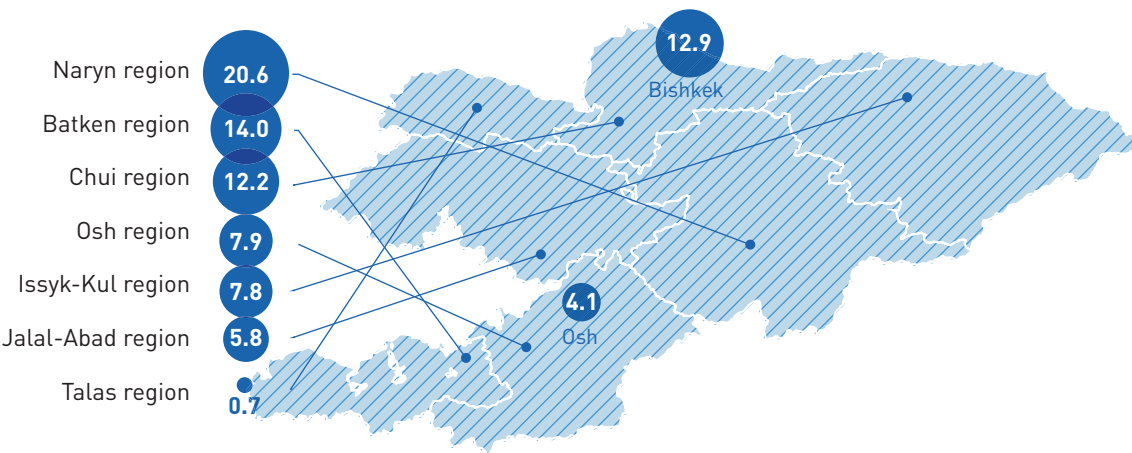 Naryn region 20.6
Batken region 14.0
Chui region 12.2
Osh region 7.9
Issyk-Kul region 7.8
Jalal-Abad region 5.8
Talas region 0.7
12.9
Bishkek
4.1
Osh